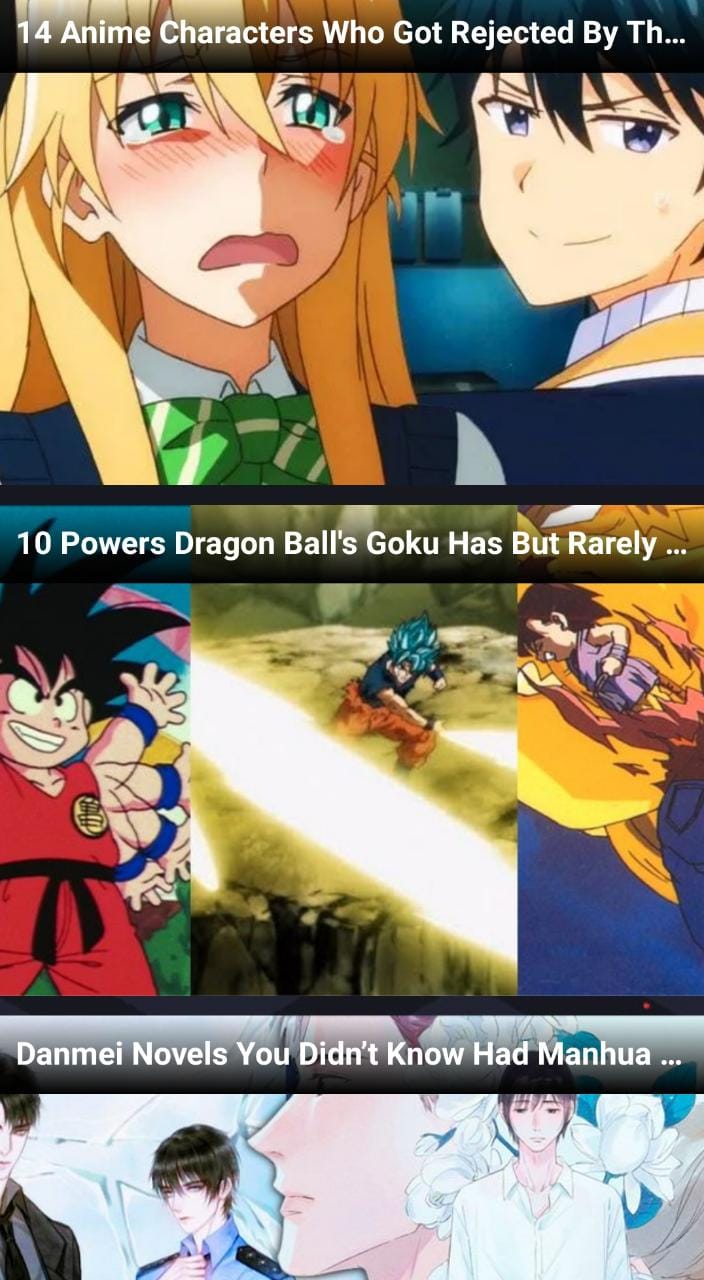 14 Anime Characters Who Got Rejected By Th...
10 Powers Dragon Ball's Goku Has But Rarely ...
亀
Danmei Novels You Didn’t Know Had Manhua ...